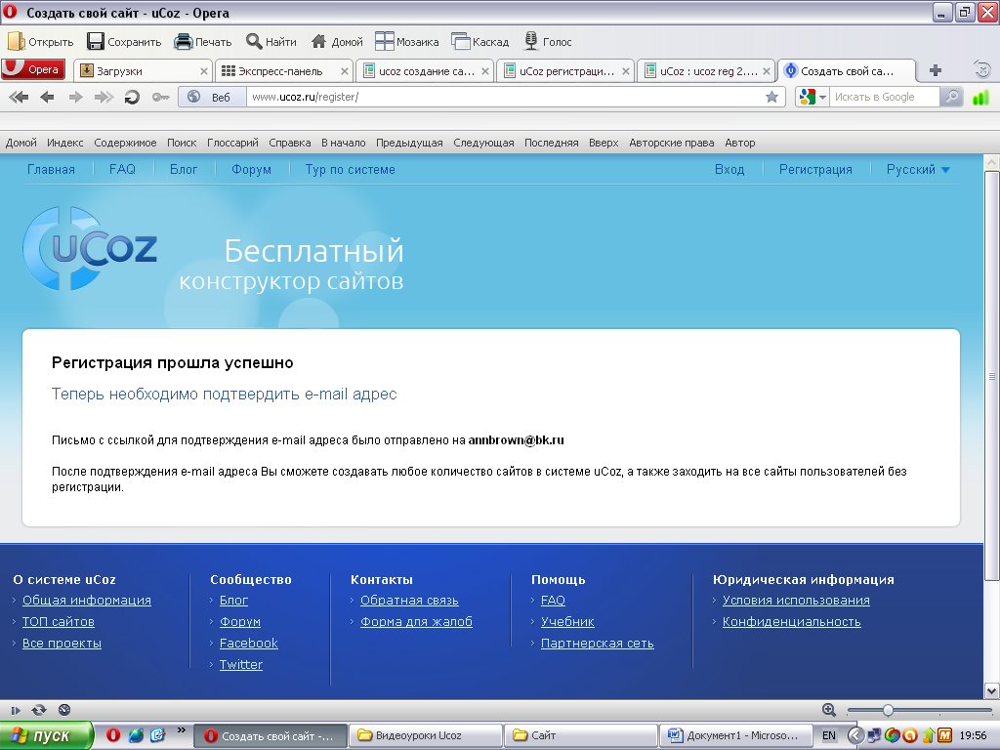 Создать свой сайт - uCoz - Opera
Открыть Сохранить Печать Найти Домой Мозаика Каскад Голос
Opera Загрузки Экспресс-панель ucoz создание са... uCoz регистраци... uCoz : ucoz reg 2.... Создать свой са...
Веб www.ucoz.ru/register/ Искать в Google
Домой Индекс Содержимое Поиск Глоссарий Справка В начало Предыдущая Следующая Последняя Вверх Авторские права Автор
Главная FAQ Блог Форум Тур по системе Вход Регистрация Русский
uCoz
Бесплатный
конструктор сайтов
Регистрация прошла успешно
Теперь необходимо подтвердить e-mail адрес
Письмо с ссылкой для подтверждения e-mail адреса было отправлено на annbrown@bk.ru
После подтверждения e-mail адреса Вы сможете создавать любое количество сайтов в системе uCoz, а также заходить на все сайты пользователей без
регистрации.
О системе uCoz
Общая информация
ТОП сайтов
Все проекты
Сообщество
Блог
Форум
Facebook
Twitter
Контакты
Обратная связь
Форма для жалоб
Помощь
FAQ
Учебник
Партнерская сеть
Юридическая информация
Условия использования
Конфиденциальность
пуск Создать свой сайт -... Видеоуроки Ucoz Сайт Документ1 - Microso... EN 19:56